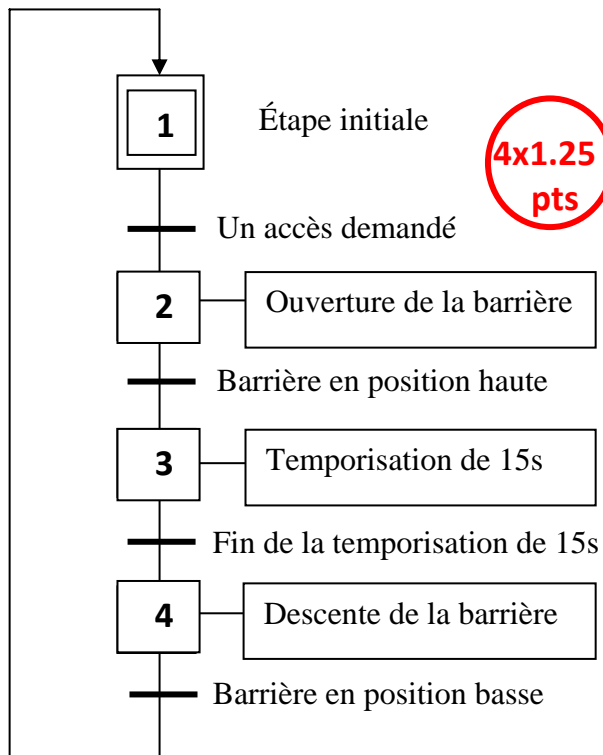 1
Étape initiale
4x1.25
pts
Un accès demandé
2
Ouverture de la barrière
Barrière en position haute
3
Temporisation de 15s
Fin de la temporisation de 15s
4
Descente de la barrière
Barrière en position basse